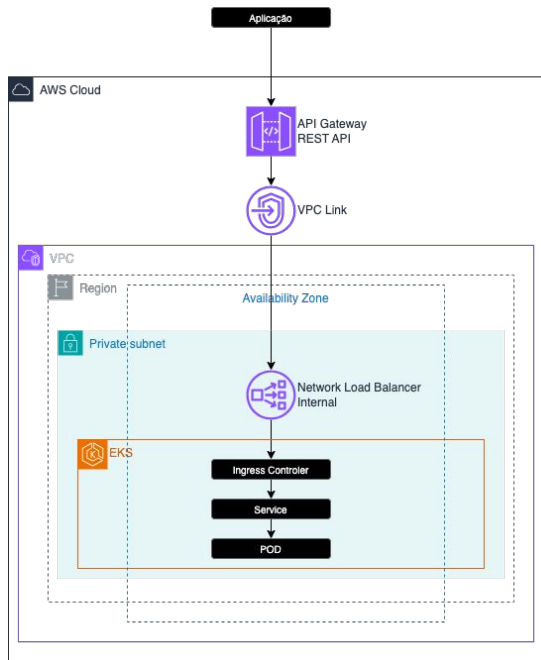 Aplicação
AWS Cloud
API Gateway
REST API
VPC Link
VPC
Region
Availability Zone
Private subnet
Network Load Balancer
Internal
EKS
Ingress Controler
Service
POD